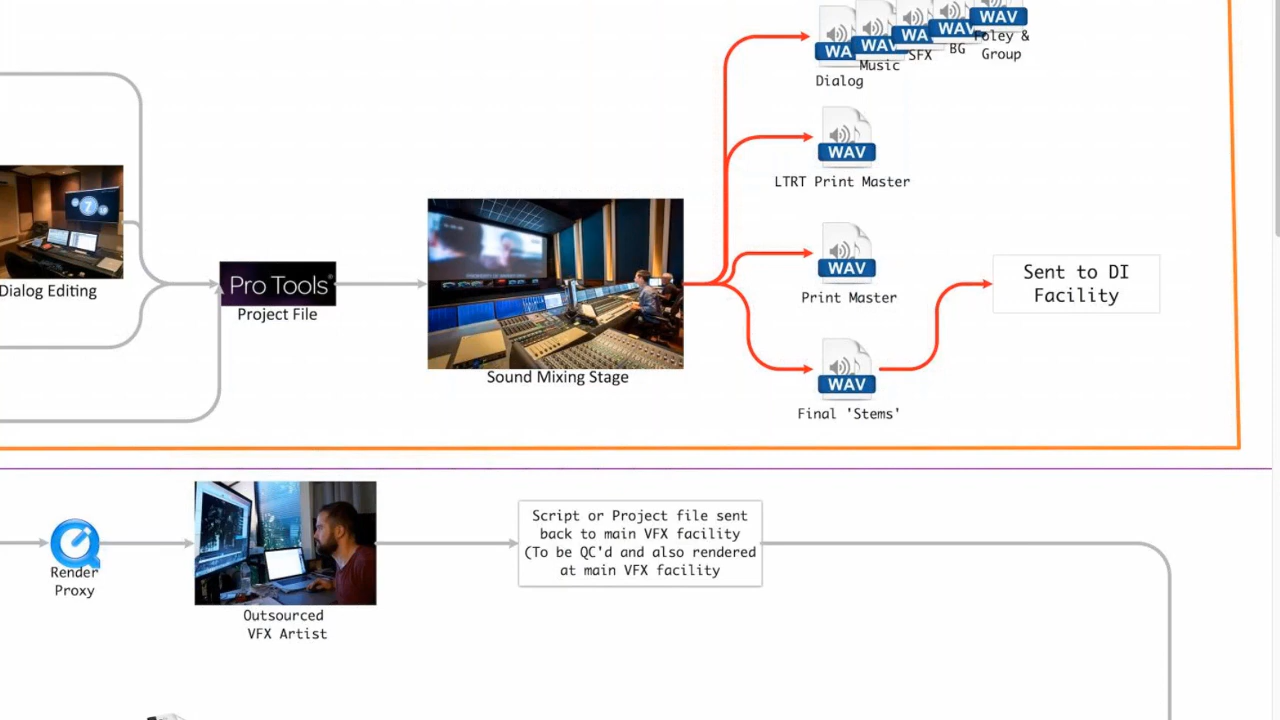 WAV
WA
WAV
WA
WAV
Foley &
Group
BG
SFX
Music
Dialog
WAV
LTRT Print Master
7
Dialog Editing
Pro Tools®
Project File
Sound Mixing Stage
WAV
Print Master
Sent to DI
Facility
WAV
Final 'Stems'
Render
Proxy
Outsourced
VFX Artist
Script or Project file sent
back to main VFX facility
(To be QC'd and also rendered
at main VFX facility